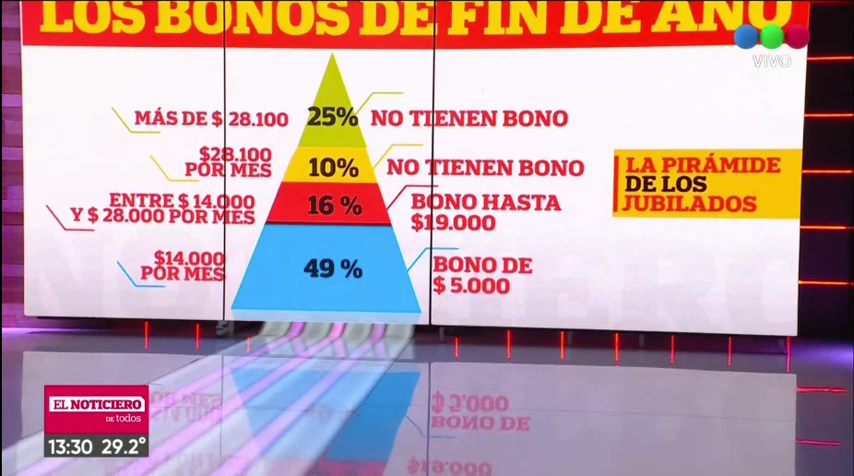 LOS BONOS DE FIN DE AÑO
VIVO
MÁS DE $ 28.100
25%
NO TIENEN BONO
$28.100
POR MES
10%
NO TIENEN BONO
ENTRE $ 14.000
Y $ 28.000 POR MES
16 %
BONO HASTA
$19.000
$14.000
POR MES
49 %
BONO DE
$ 5.000
LA PIRÁMIDE
DE LOS
JUBILADOS
EL NOTICIERO
DE todos
13:30 29.2°